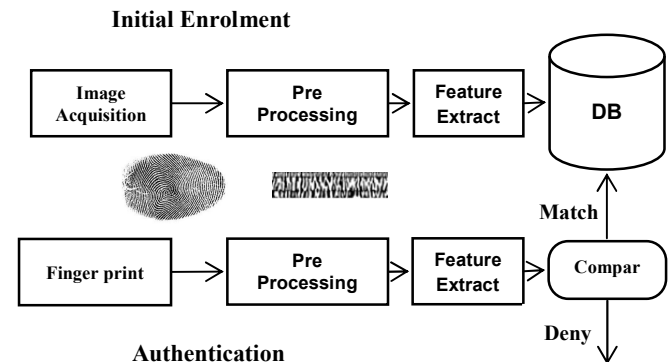 Initial Enrolment
Image
Acquisition
Pre
Processing
Feature
Extract
DB
Match
Finger print
Pre
Processing
Feature
Extract
Compar
Deny
Authentication